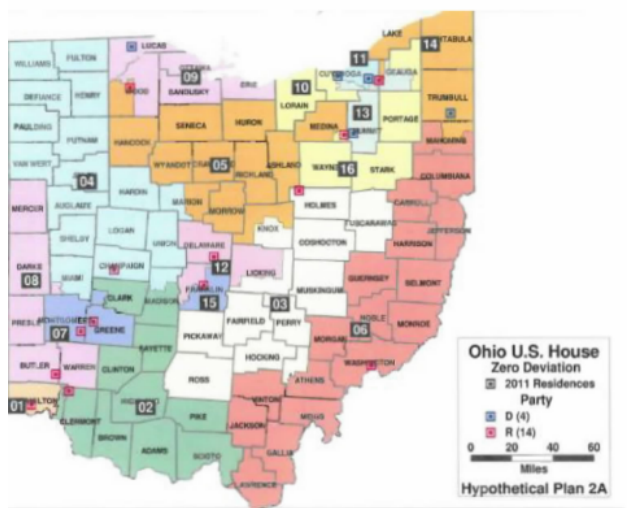 LAKE
ASHTABULA
LUCAS
11
14
WILLIAMS
FULTON
OTTAWA
CUYAHOGA
GEAUGA
09
WOOD
SANDUSKY
ERIE
10
DEFIANCE
HENRY
LORAIN
TRUMBULL
13
PORTAGE
SENECA
HURON
MEDINA
SUMMIT
PAULDING
PUTNAM
HANCOCK
MAHONING
VAN WERT
WYANDOT
05
RICHLAND
ASHLAND
WAYNE
16
STARK
COLUMBIANA
04
HARDIN
MARION
MERCER
AUGLAIZE
MORROW
HOLMES
CARROLL
LOGAN
KNOX
TUSCARAWAS
JEFFERSON
SHELBY
UNION
DELAWARE
COSHOCTON
HARRISON
DARKE
CHAMPAIGN
12
LICKING
08
MIAMI
GUERNSEY
BELMONT
CLARK
FRANKLIN
MUSKINGUM
MADISON
15
03
NOBLE
MONTGOMERY
GREENE
FAIRFIELD
PERRY
06
MONROE
PREBLE
07
PICKAWAY
MORGAN
FAYETTE
HOCKING
WASHINGTON
BUTLER
WARREN
CLINTON
ROSS
ATHENS
VINTON
01
HAMILTON
02
CLERMONT
PIKE
JACKSON
MEIGS
BROWN
ADAMS
SCIOTO
GALLIA
LAWRENCE
Ohio U.S. House
Zero Deviation
2011 Residences
Party
D (4)
R (14)
0 20 40 60
Miles
Hypothetical Plan 2A